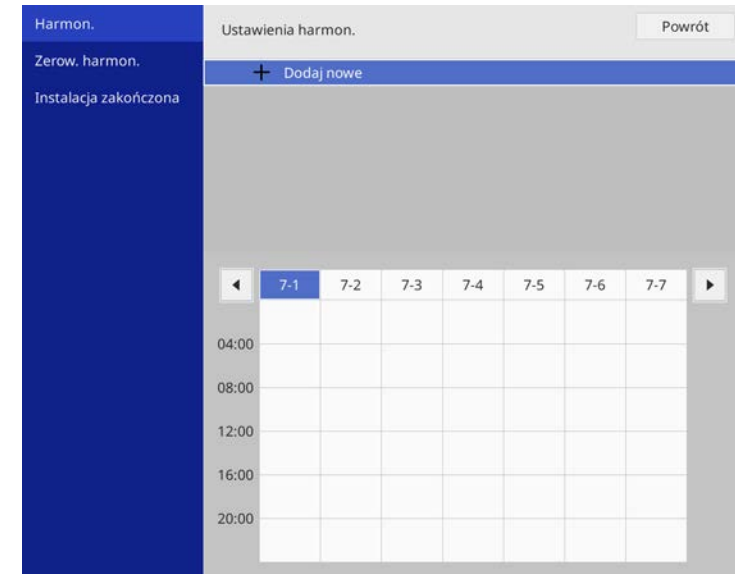 Harmon.
Zerow. harmon.
Instalacja zakończona
Ustawienia harmon.
Powrót
Dodaj nowe
7-1 7-2 7-3 7-4 7-5 7-6 7-7
04:00
08:00
12:00
16:00
20:00